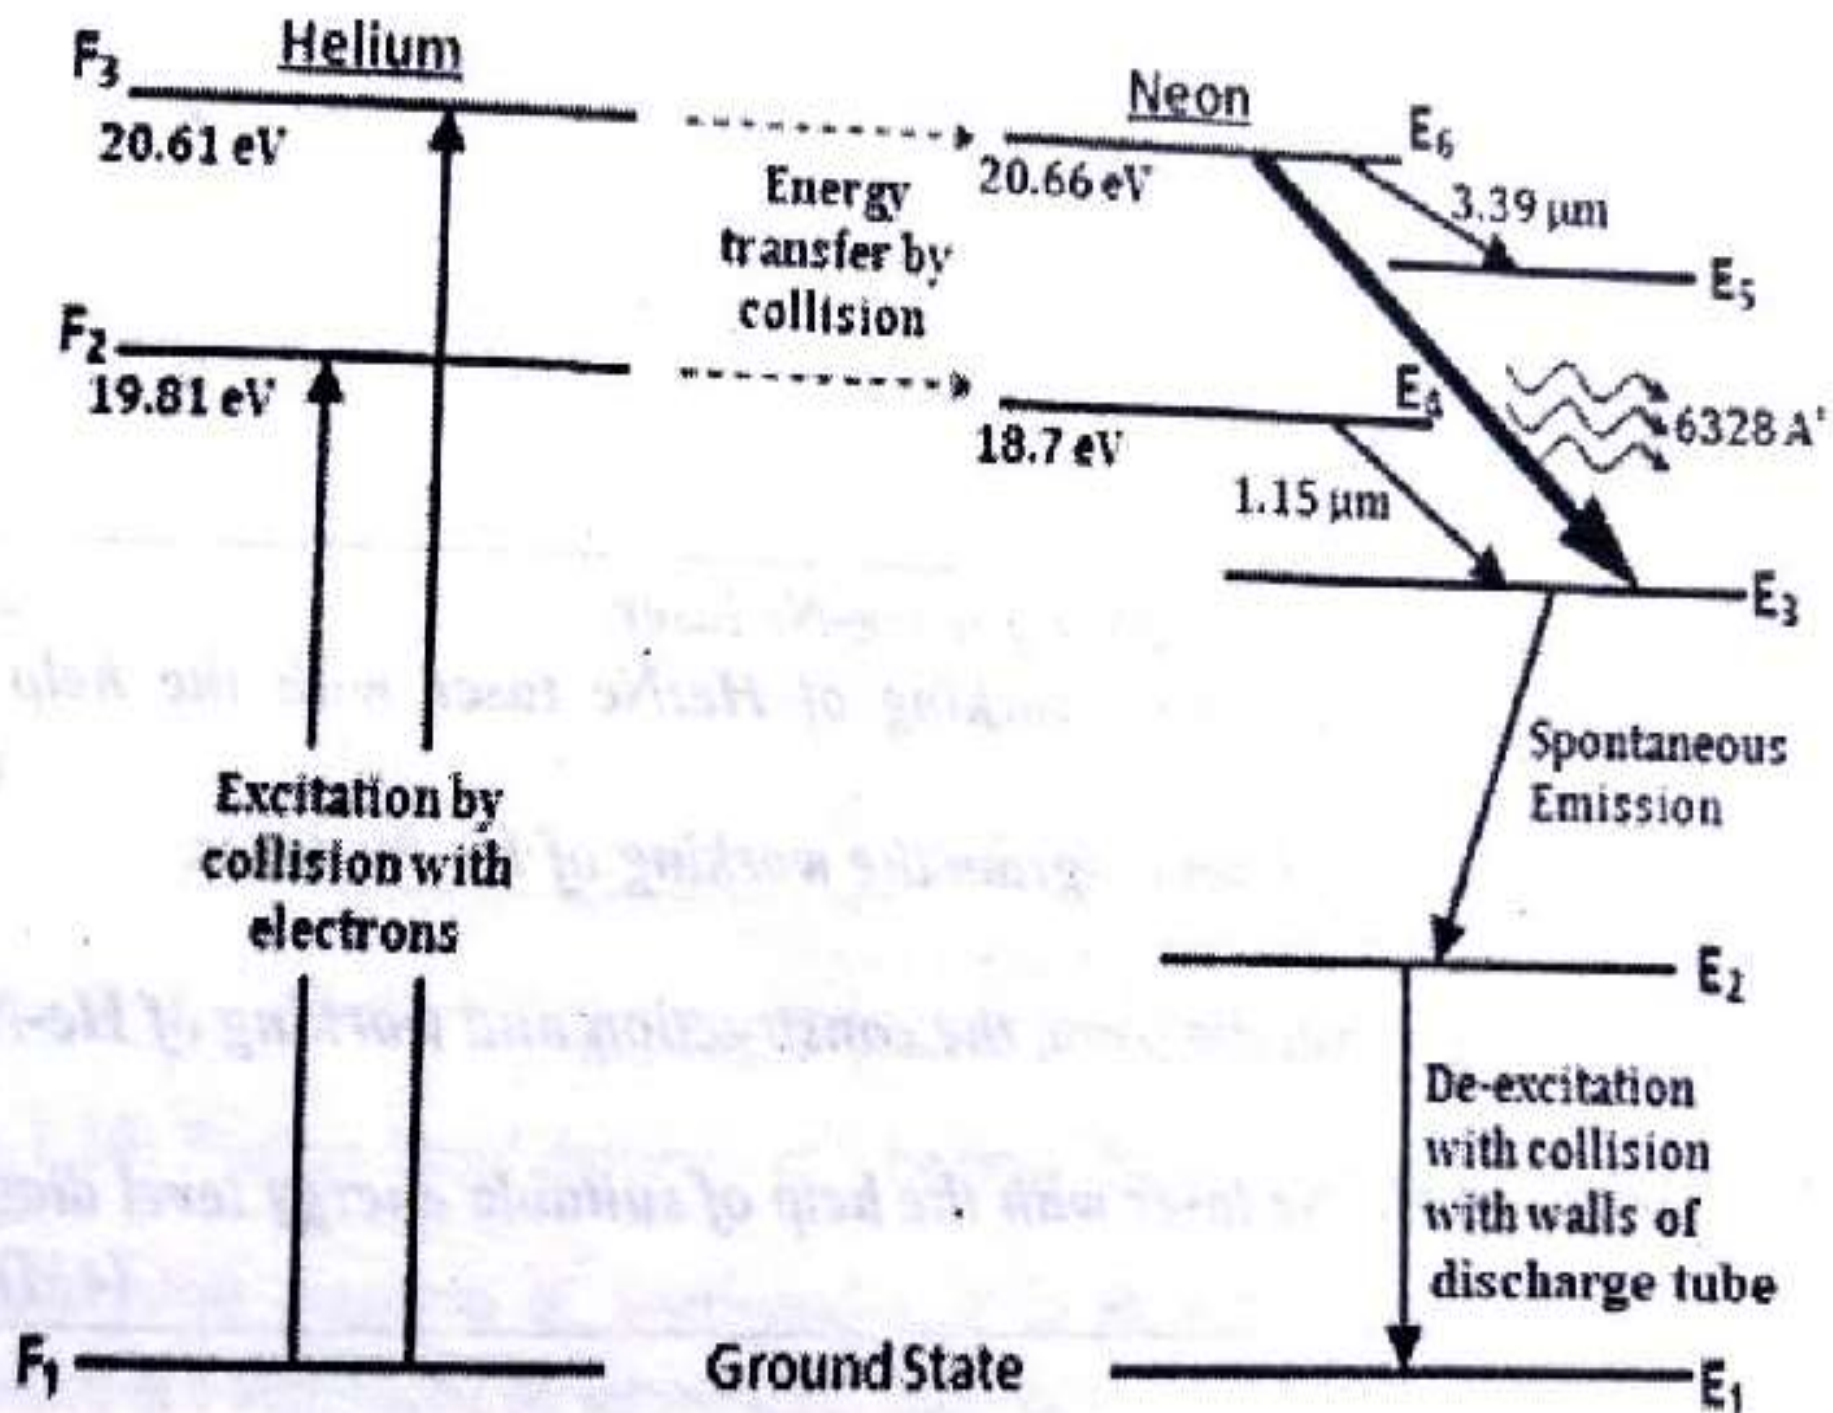 Helium
F₃
20.61 eV
Neon
E₆
20.66 eV
3.39 µm
Energy
transfer by
collision
E₅
F₂
19.81 eV
E₄
18.7 eV
6328 A°
1.15 µm
E₃
Spontaneous
Emission
Excitation by
collision with
electrons
E₂
De-excitation
with collision
with walls of
discharge tube
F₁
Ground State
E₁